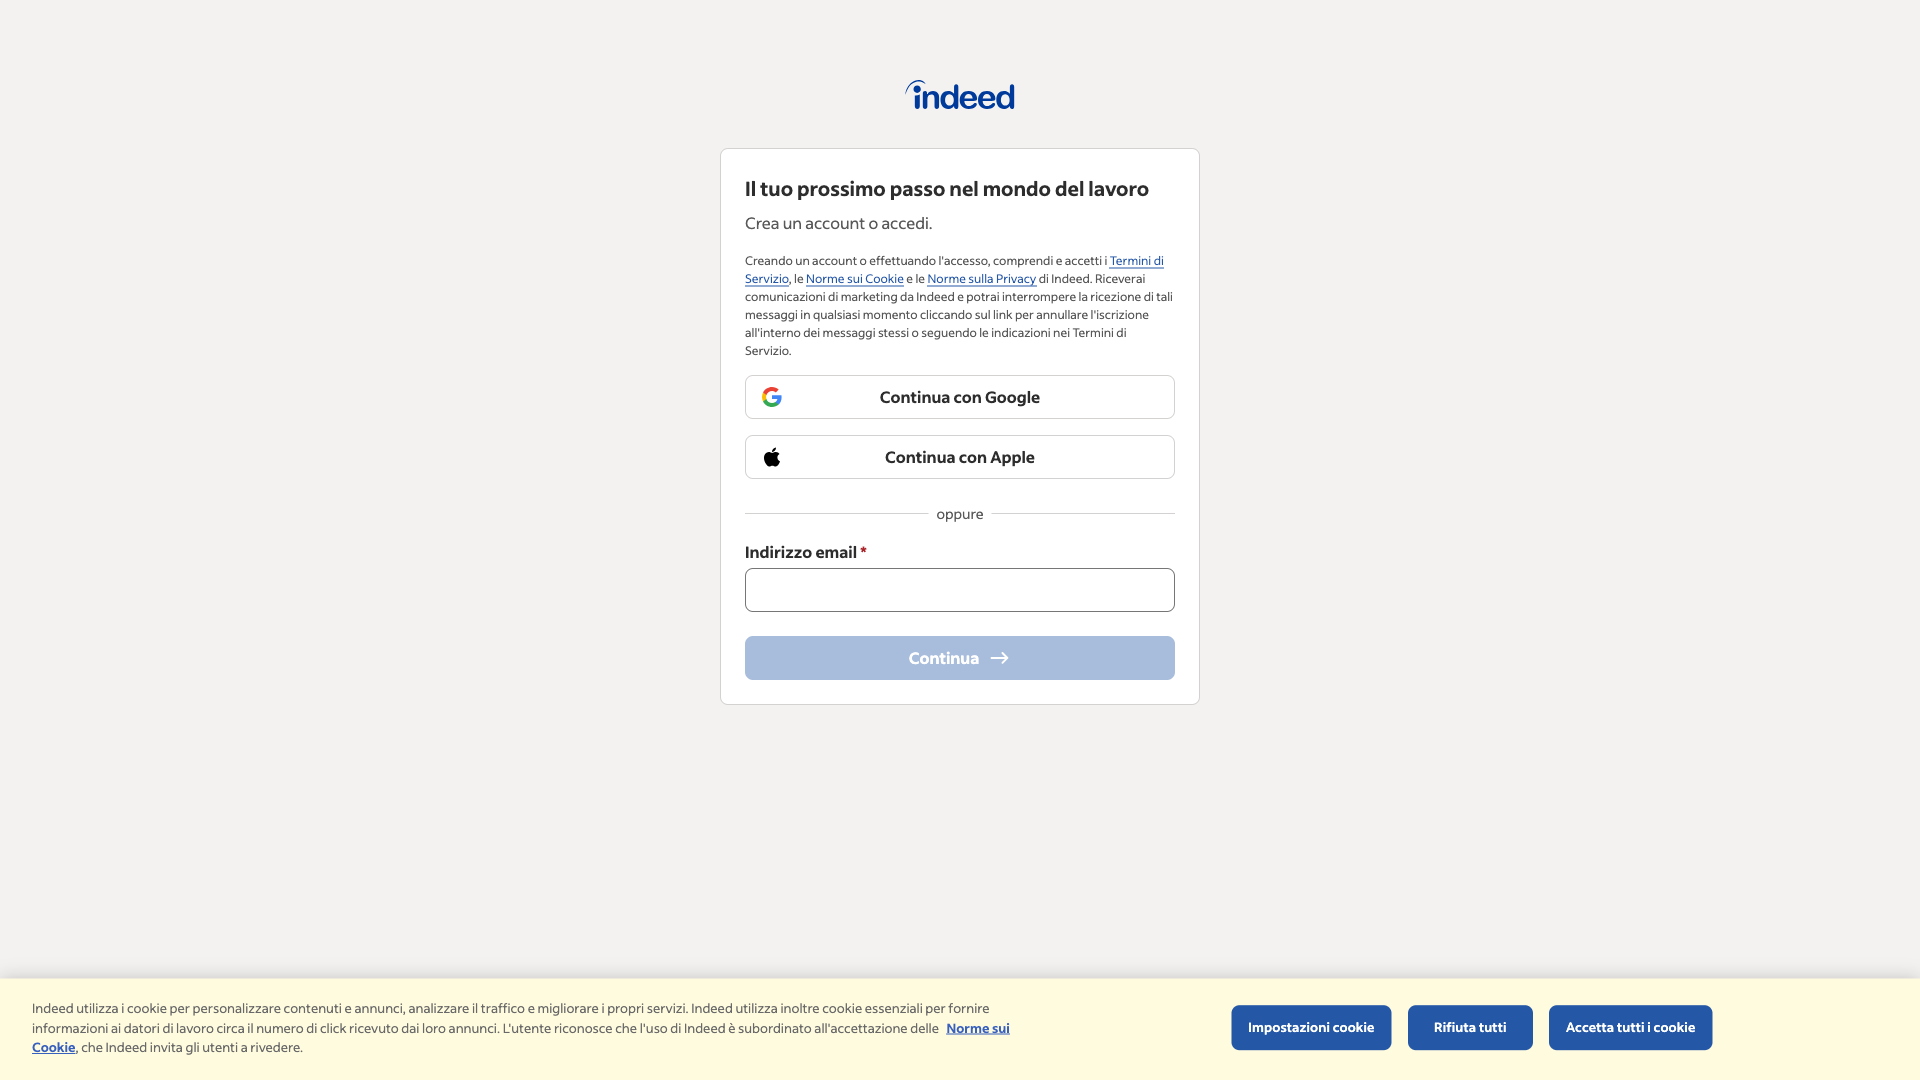 indeed
Il tuo prossimo passo nel mondo del lavoro
Crea un account o accedi.
Creando un account o effettuando l'accesso, comprendi e accetti i Termini di
Servizio, le Norme sui Cookie e le Norme sulla Privacy di Indeed. Riceverai
comunicazioni di marketing da Indeed e potrai interrompere la ricezione di tali
messaggi in qualsiasi momento cliccando sul link per annullare l'iscrizione
all'interno dei messaggi stessi o seguendo le indicazioni nei Termini di
Servizio.
Continua con Google
Continua con Apple
oppure
Indirizzo email *
Continua
Indeed utilizza i cookie per personalizzare contenuti e annunci, analizzare il traffico e migliorare i propri servizi. Indeed utilizza inoltre cookie essenziali per fornire
informazioni ai datori di lavoro circa il numero di click ricevuto dai loro annunci. L'utente riconosce che l'uso di Indeed è subordinato all'accettazione delle Norme sui
Cookie, che Indeed invita gli utenti a rivedere.
Impostazioni cookie
Rifiuta tutti
Accetta tutti i cookie